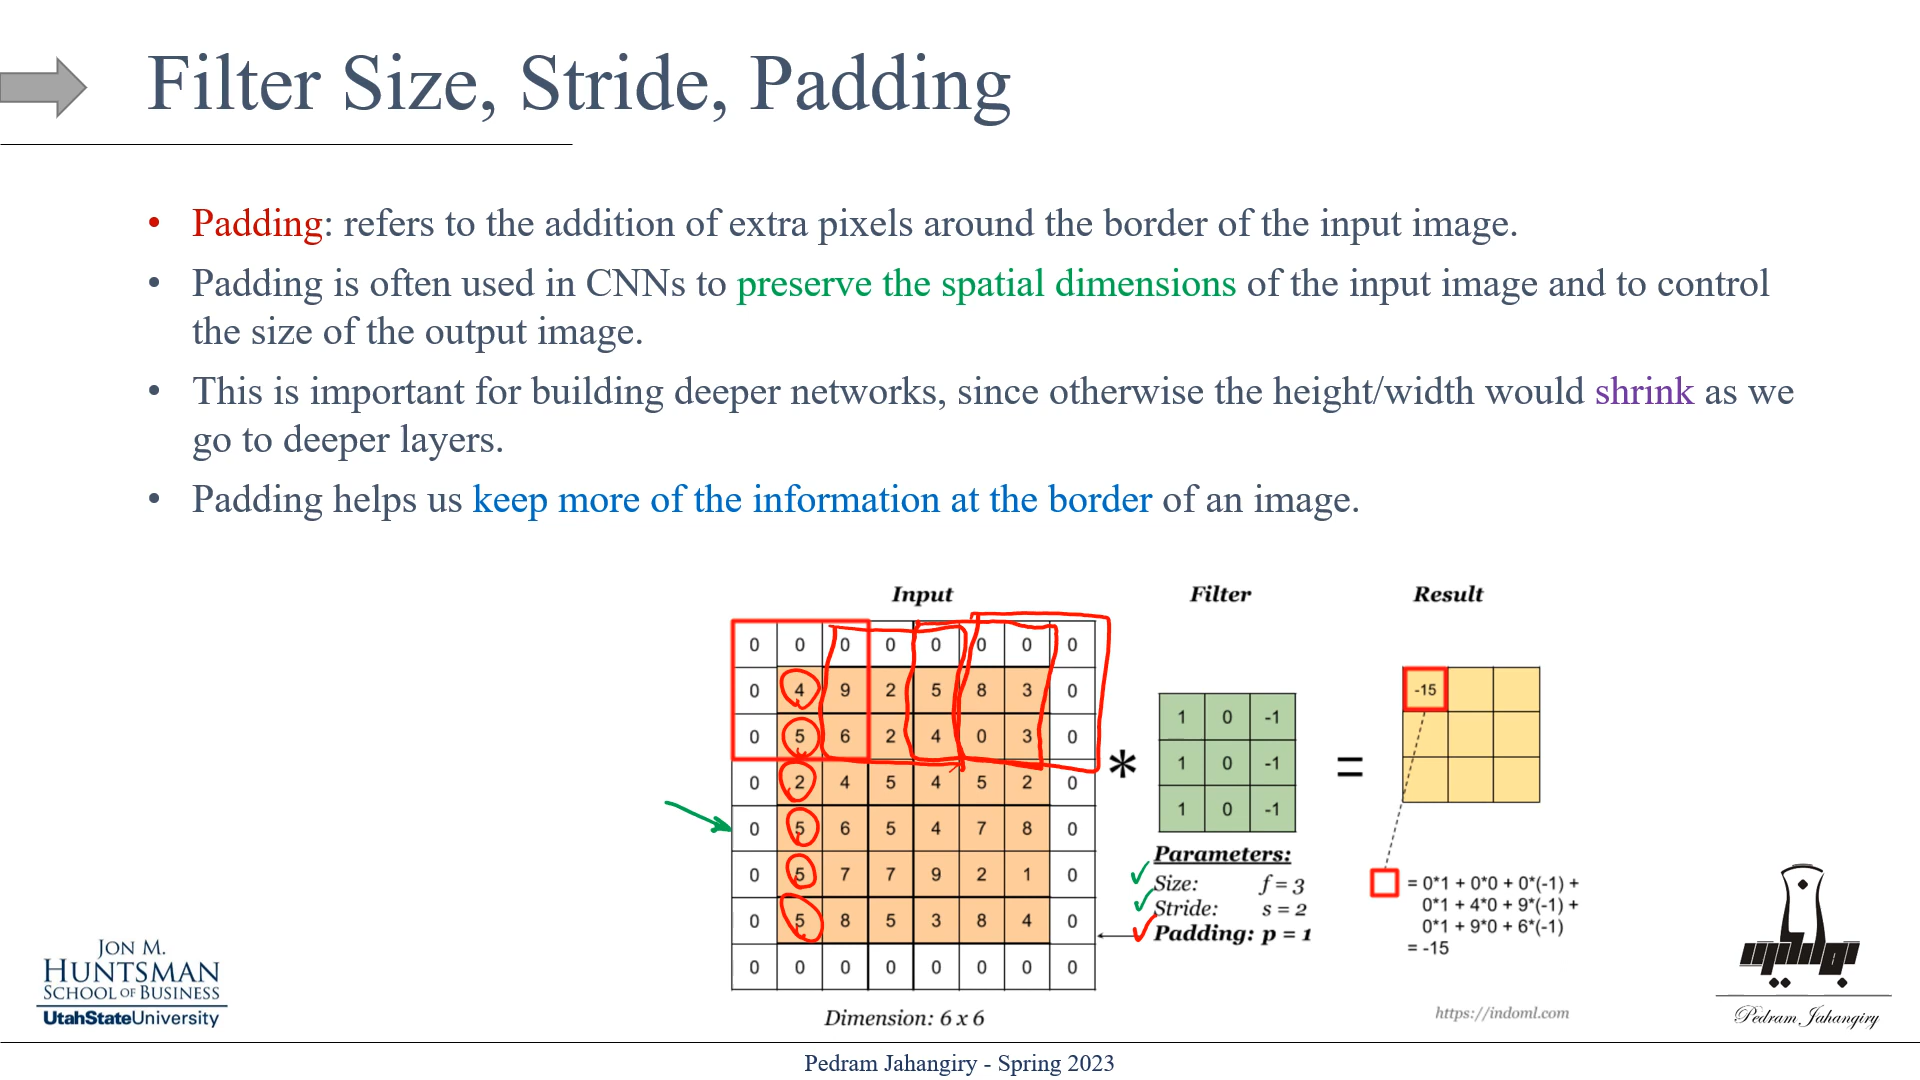 Filter Size, Stride, Padding
• Padding: refers to the addition of extra pixels around the border of the input image.
• Padding is often used in CNNs to preserve the spatial dimensions of the input image and to control
the size of the output image.
• This is important for building deeper networks, since otherwise the height/width would shrink as we
go to deeper layers.
• Padding helps us keep more of the information at the border of an image.
Input
0 0 0 0 0 0 0 0
0 4 9 2 5 8 3 0
0 5 6 2 4 0 3 0
0 2 4 5 4 5 2 0
0 5 6 5 4 7 8 0
0 5 7 7 9 2 1 0
0 5 8 5 3 8 4 0
0 0 0 0 0 0 0 0
Dimension: 6 x 6
*
Filter
1 0 -1
1 0 -1
1 0 -1
Parameters:
Size: f = 3
Stride: s = 2
Padding: p = 1
=
Result
-15
= 0*1 + 0*0 + 0*(-1) +
0*1 + 4*0 + 9*(-1) +
0*1 + 9*0 + 6*(-1)
= -15
https://indoml.com
JON M.
HUNTSMAN
SCHOOL OF BUSINESS
UtahStateUniversity
Pedram Jahangiry
Pedram Jahangiry - Spring 2023